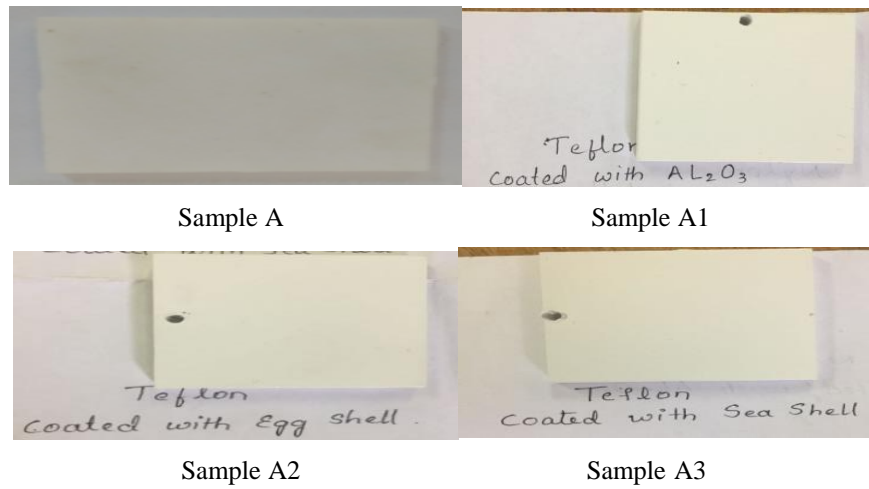 Teflon
coated with AL2O3
Sample A
Sample A1
Teflon
coated with Egg shell.
Teflon
coated with Sea Shell
Sample A2
Sample A3